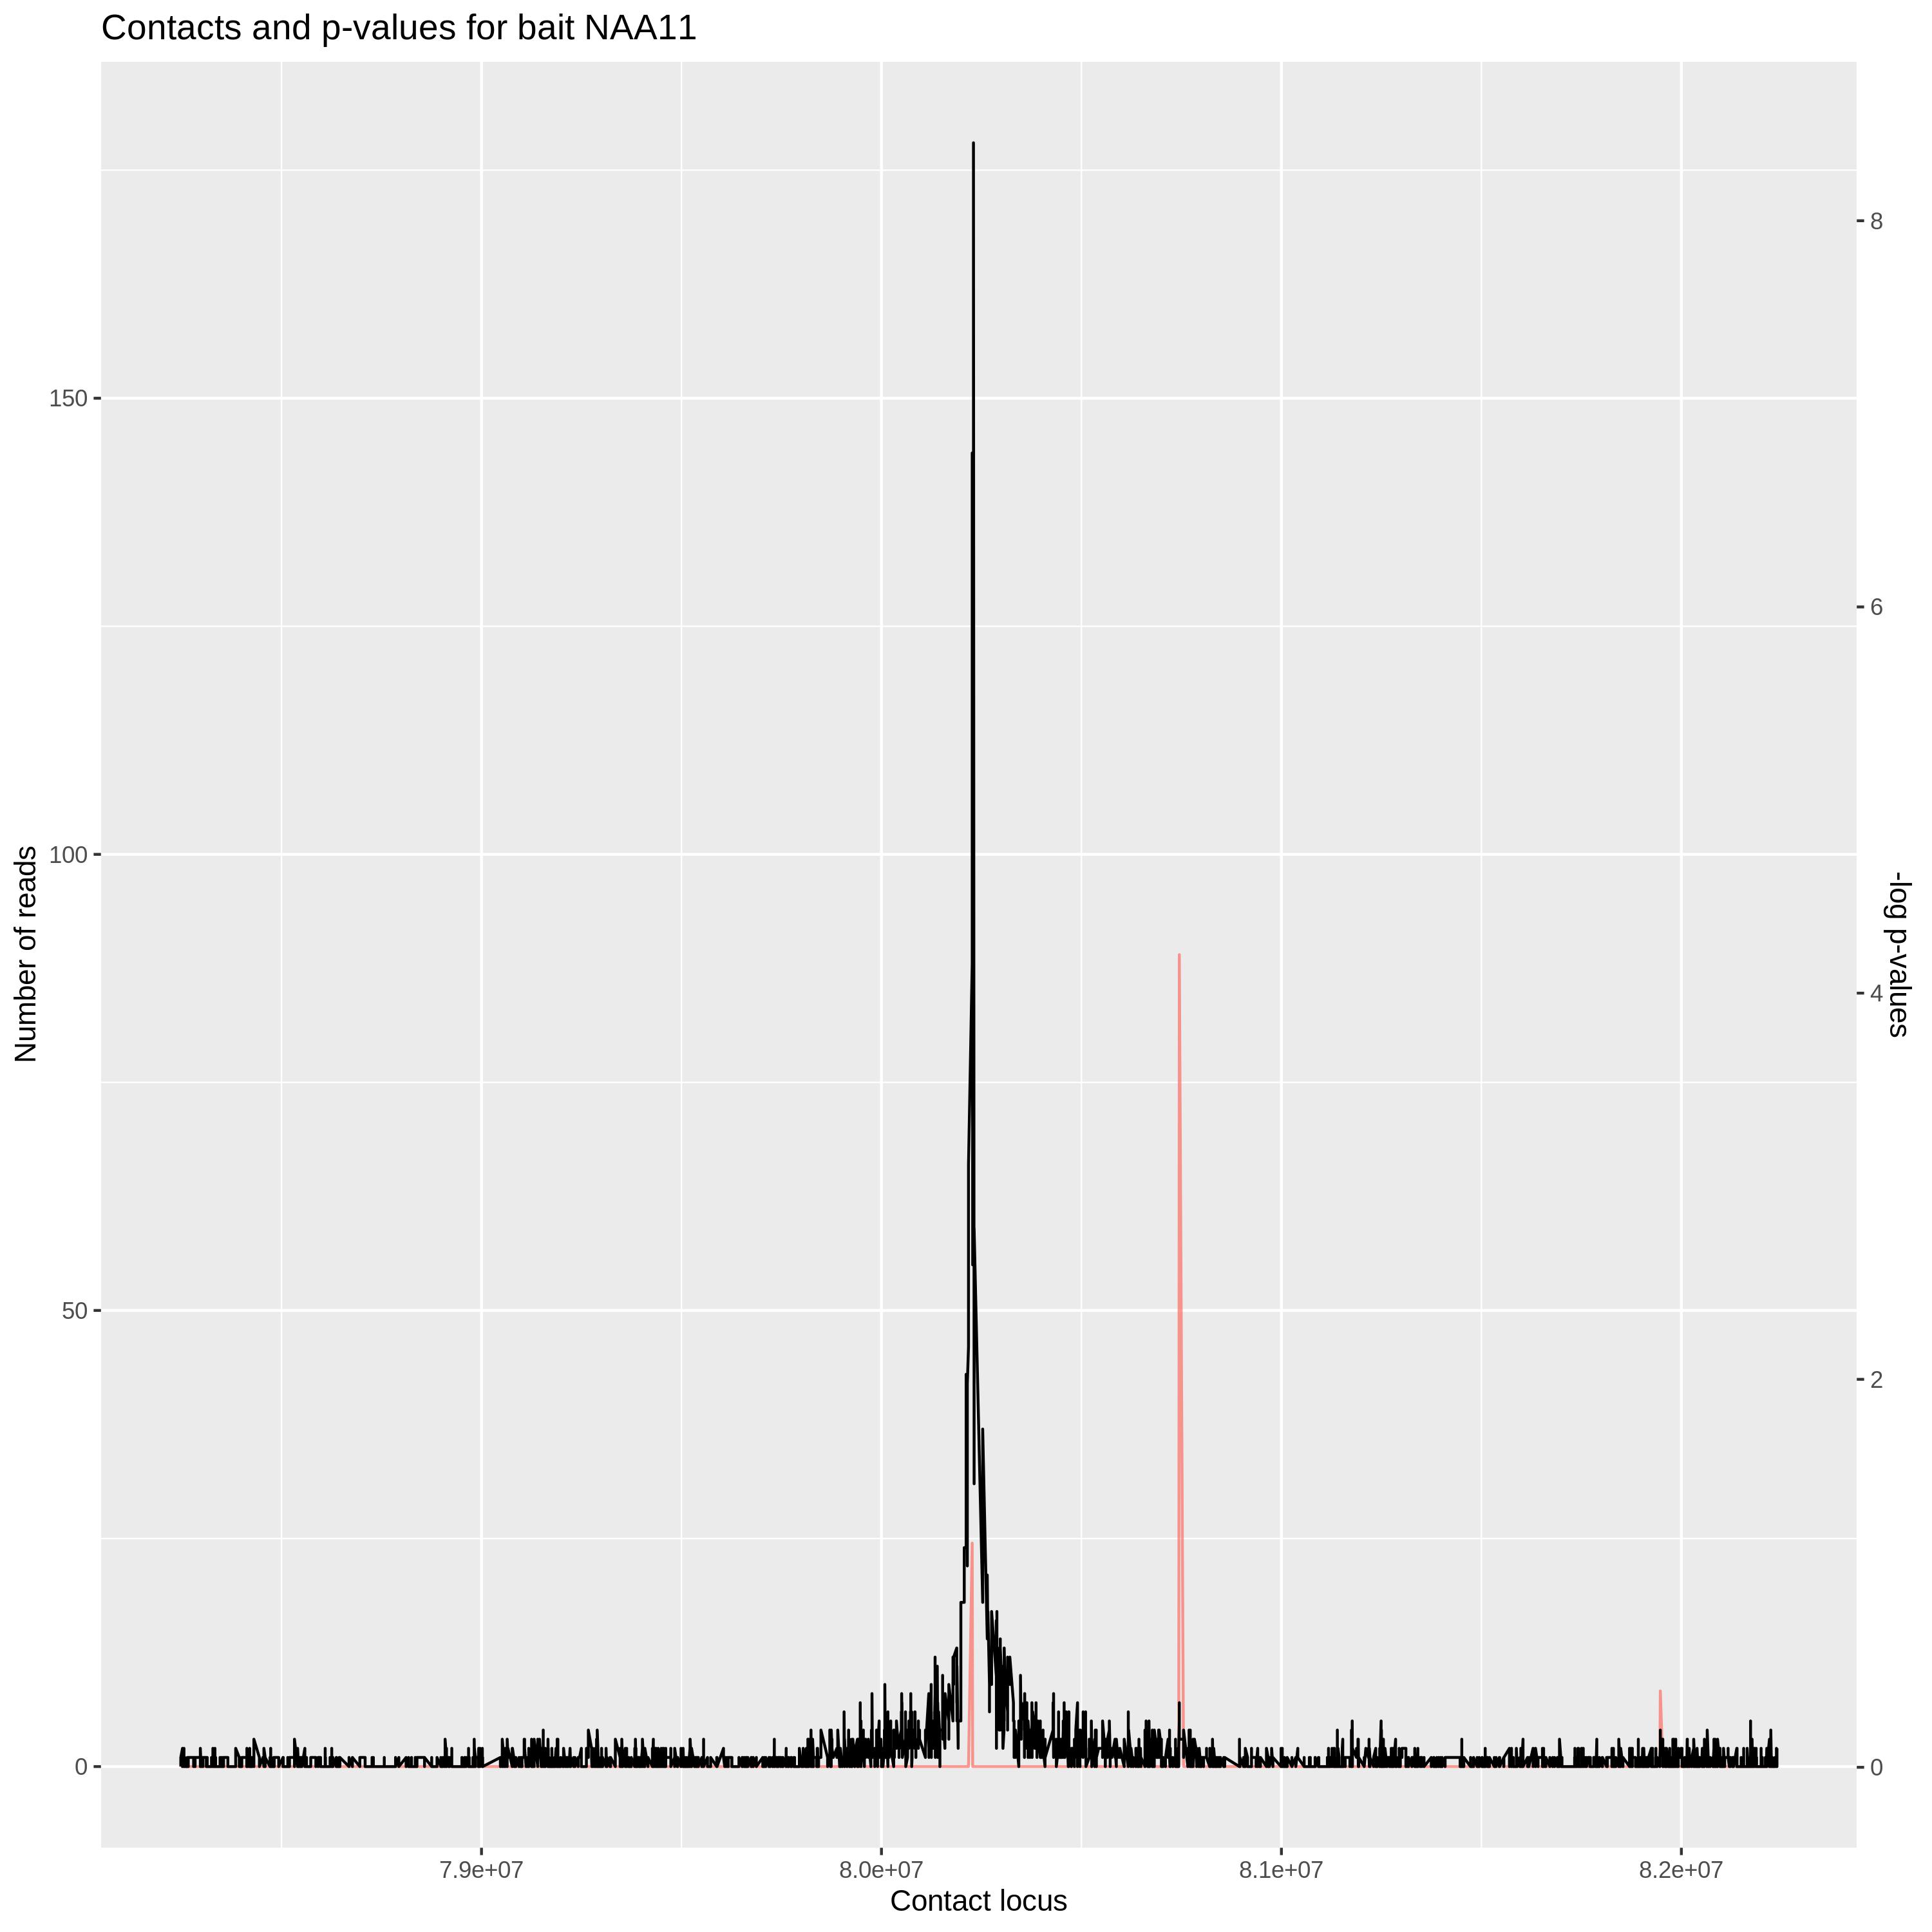 Contacts and p-values for bait NAA11
Number of reads
150
100
50
0
8
6
4
2
0
-log p-values
7.9e+07
8.0e+07
8.1e+07
8.2e+07
Contact locus